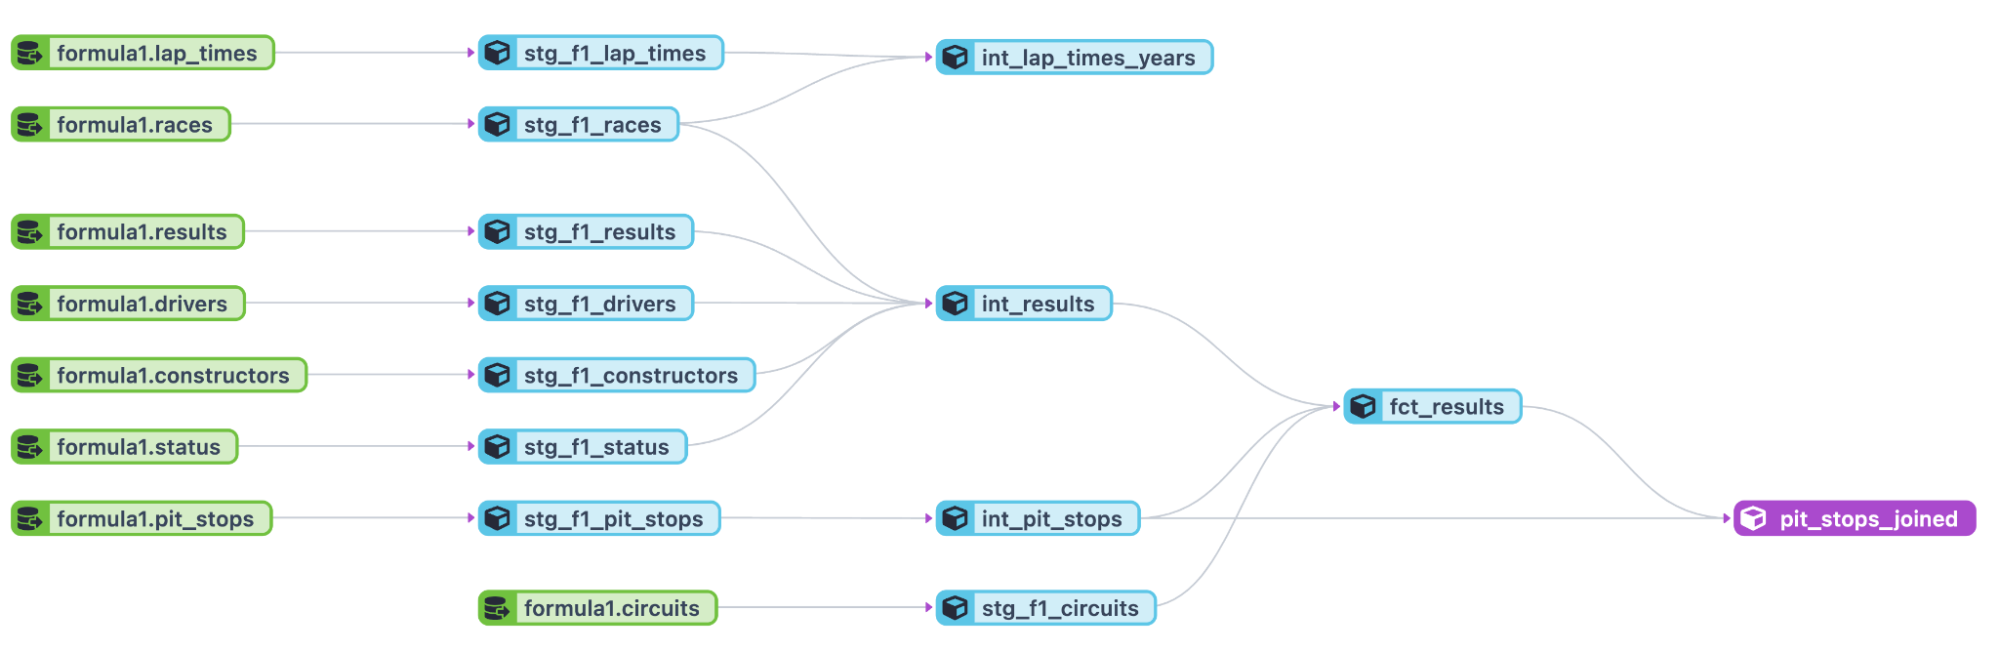 formula1.lap_times
stg_f1_lap_times
int_lap_times_years
formula1.races
stg_f1_races
formula1.results
stg_f1_results
formula1.drivers
stg_f1_drivers
int_results
formula1.constructors
stg_f1_constructors
fct_results
formula1.status
stg_f1_status
formula1.pit_stops
stg_f1_pit_stops
int_pit_stops
pit_stops_joined
formula1.circuits
stg_f1_circuits